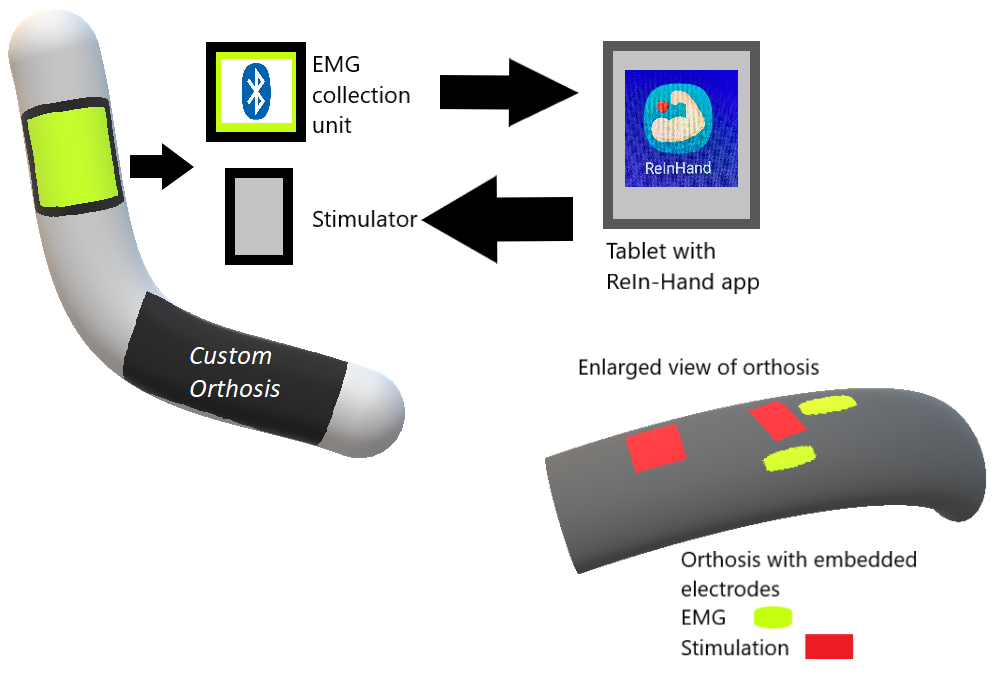 EMG
collection
unit
ReInHand
Stimulator
Tablet with
ReIn-Hand app
Custom
Orthosis
Enlarged view of orthosis
Orthosis with embedded
electrodes
EMG
Stimulation